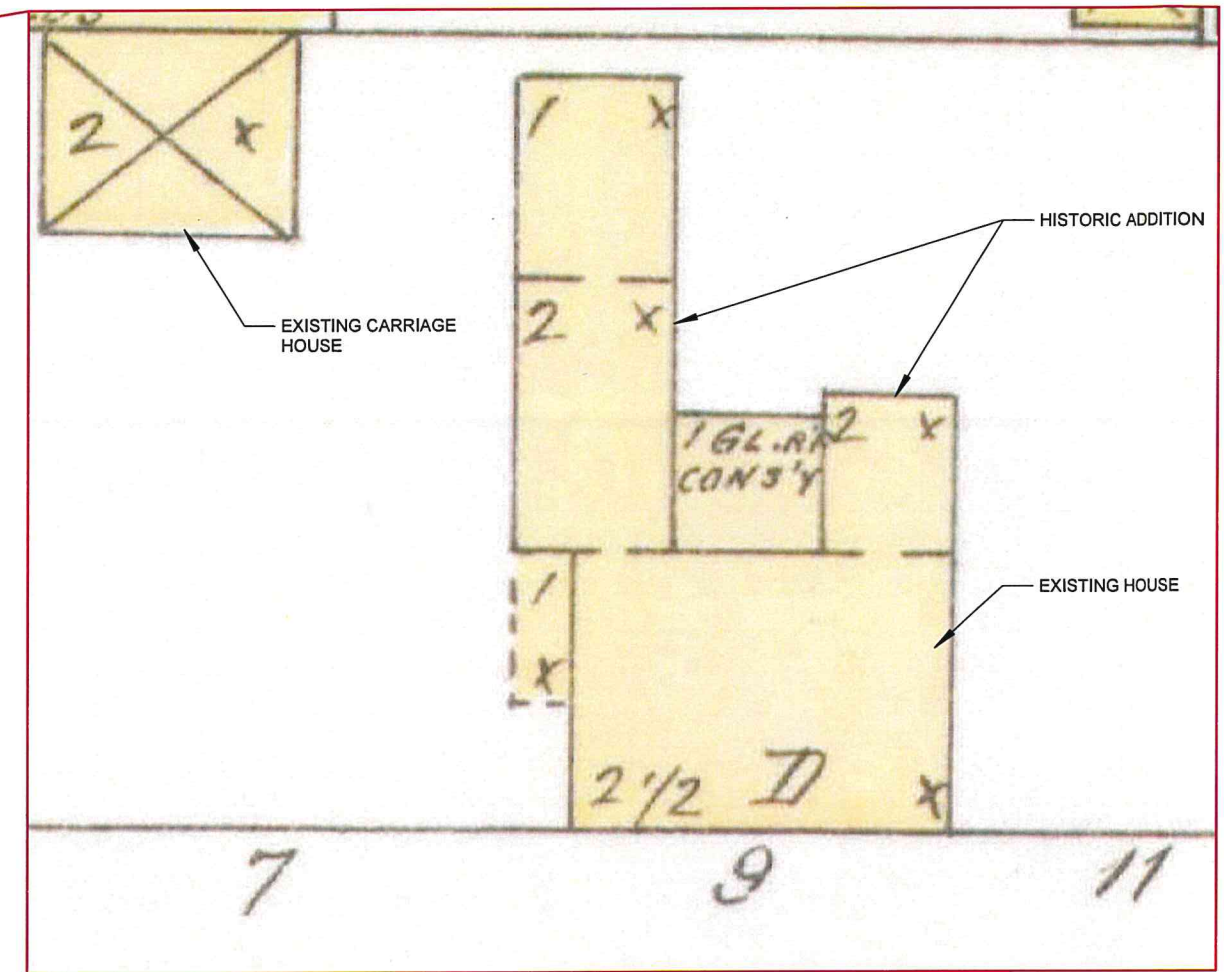 2 x
1 x
HISTORIC ADDITION
EXISTING CARRIAGE
HOUSE
2 x
1 GL.
CONS'Y
2 x
1
x
EXISTING HOUSE
2 1/2 D x
7 9 11